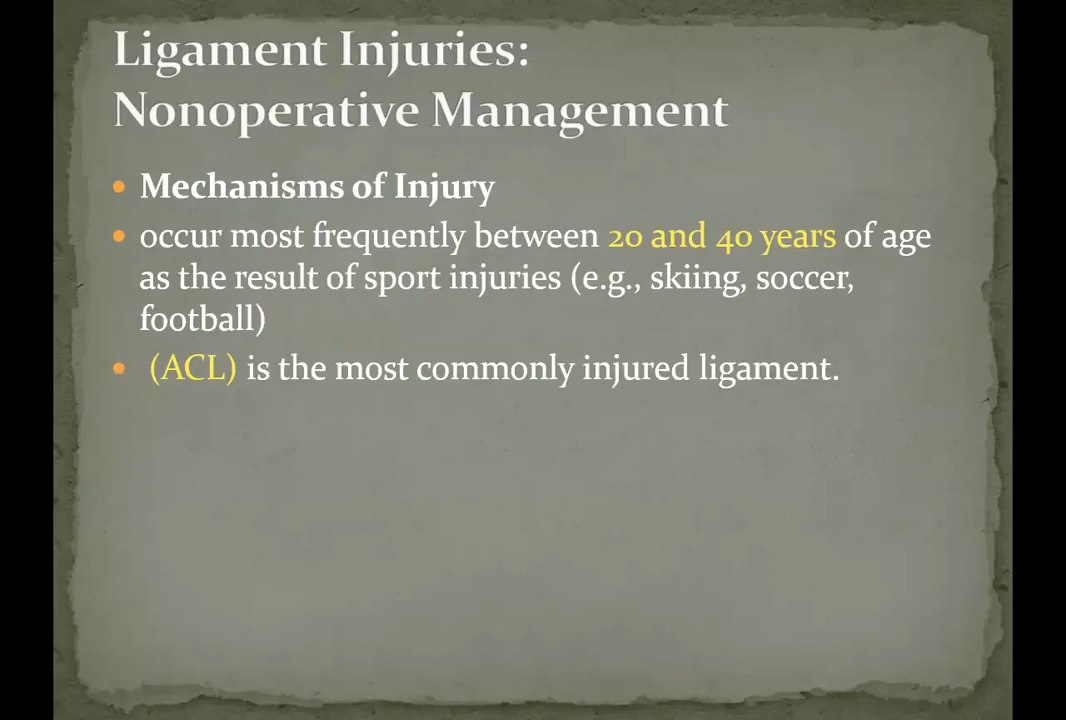 Ligament Injuries:
Nonoperative Management
• Mechanisms of Injury
• occur most frequently between 20 and 40 years of age
as the result of sport injuries (e.g., skiing, soccer,
football)
• (ACL) is the most commonly injured ligament.